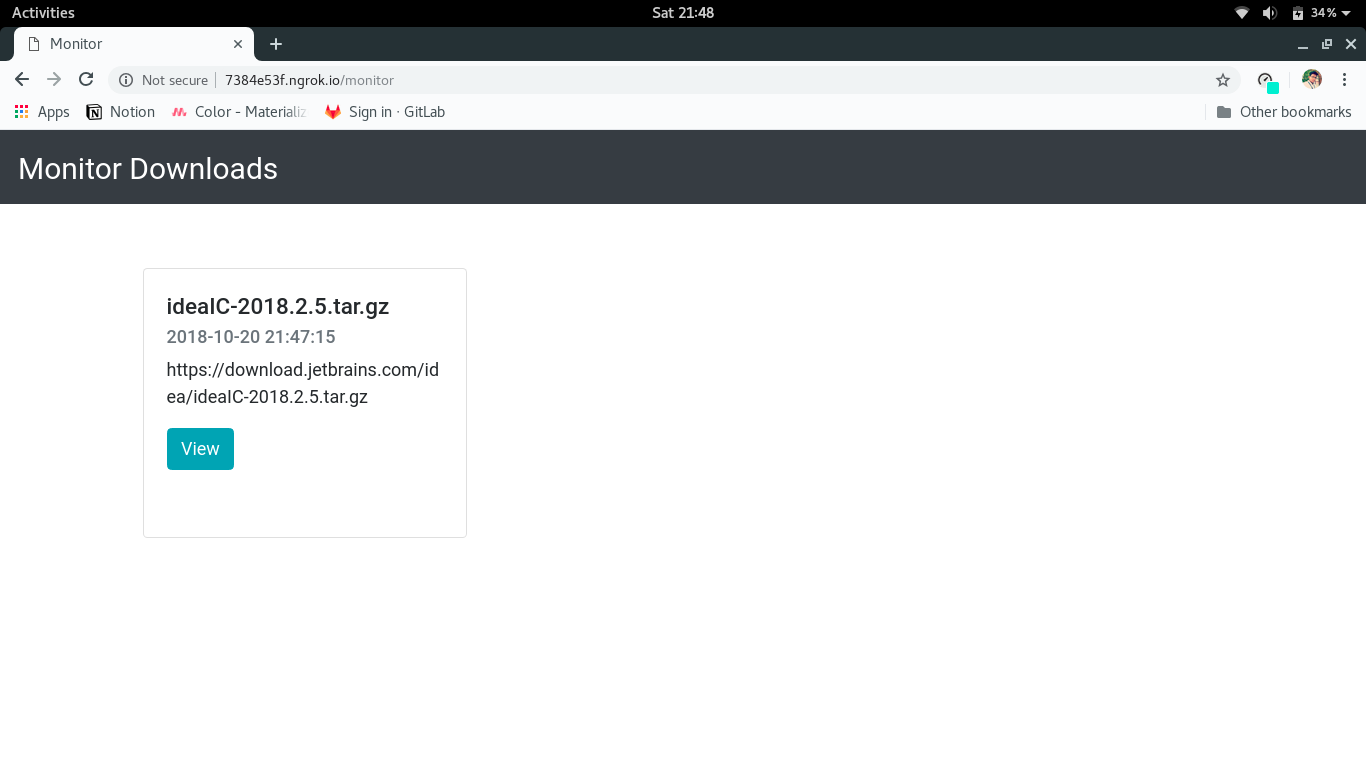 Activities
Sat 21:48
34%
Monitor
Not secure
7384e53f.ngrok.io/monitor
Apps
Notion
Color - Materializ
Sign in · GitLab
Other bookmarks
Monitor Downloads
ideaIC-2018.2.5.tar.gz
2018-10-20 21:47:15
https://download.jetbrains.com/id
ea/ideaIC-2018.2.5.tar.gz
View